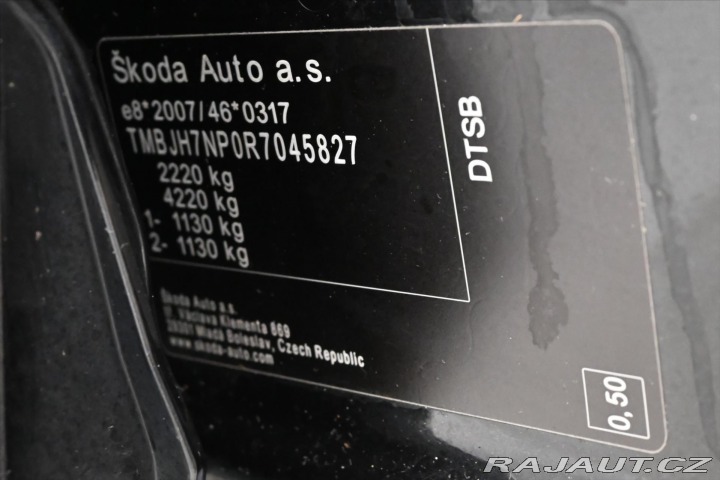 Škoda Auto a.s.
e8*2007/46*0317
TMBJH7NP0R7045827
2220 kg
4220 kg
1- 1130 kg
2- 1130 kg
DTSB
Škoda Auto a.s.
tř. Václava Klementa 869
29301 Mladá Boleslav, Czech Republic
www.skoda-auto.com
0,50
RAJAUT.CZ